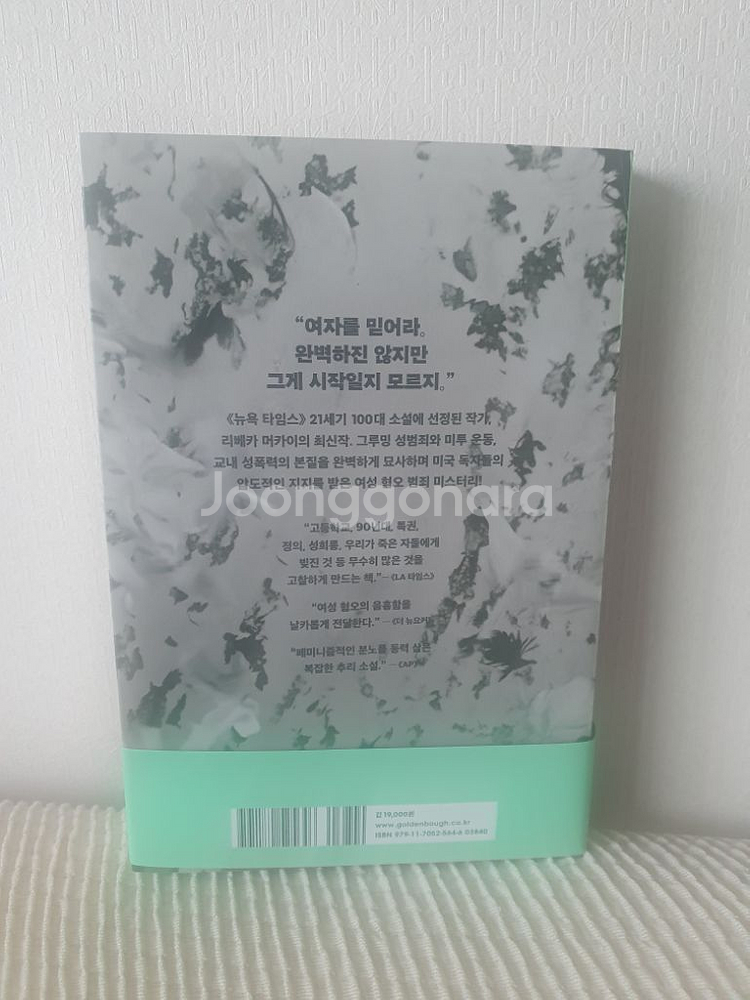 “여자를 믿어라.
완벽하진 않지만
그게 시작일지 모르지.”
《뉴욕 타임스》 21세기 100대 소설에 선정된 작가,
리베카 머카이의 최신작. 그루밍 성범죄와 미투 운동,
교내 성폭력의 본질을 완벽하게 묘사하며 미국 독자들의
압도적인 지지를 받은 여성 혐오 범죄 미스터리!
Joonggonara
“고등학교, 90년대, 특권,
정의, 성희롱, 우리가 죽은 자들에게
빚진 것 등 무수히 많은 것을
고찰하게 만드는 책.”—《LA 타임스》
“여성 혐오의 음흉함을
날카롭게 전달한다.”—《더 뉴요커》
“페미니즘적인 분노를 동력 삼은
복잡한 추리 소설.”—《AP》
값 19,000원
www.goldenbough.co.kr
ISBN 979-11-7052-564-6 03840